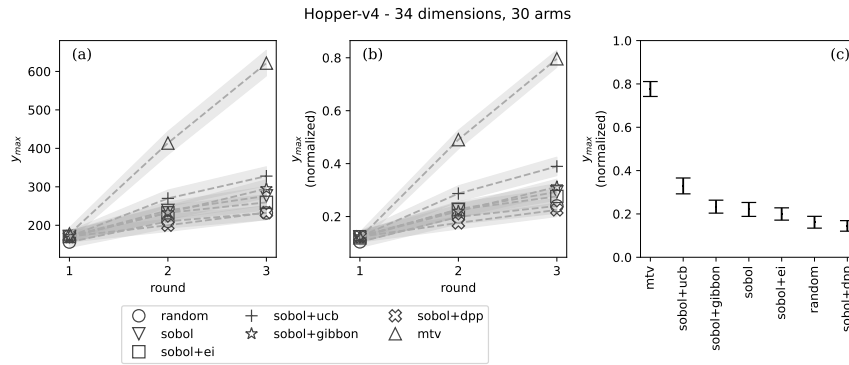 Hopper-v4 - 34 dimensions, 30 arms
(a)
600
500
400
300
200
y_max
1
2
3
round
(b)
0.8
0.6
0.4
0.2
y_max
(normalized)
1
2
3
round
(c)
1.0
0.8
0.6
0.4
0.2
0.0
y_max
(normalized)
mtv
sobol+ucb
sobol+gibbon
sobol
sobol+ei
random
sobol+dpp
random
sobol
sobol+ei
sobol+ucb
sobol+gibbon
sobol+dpp
mtv